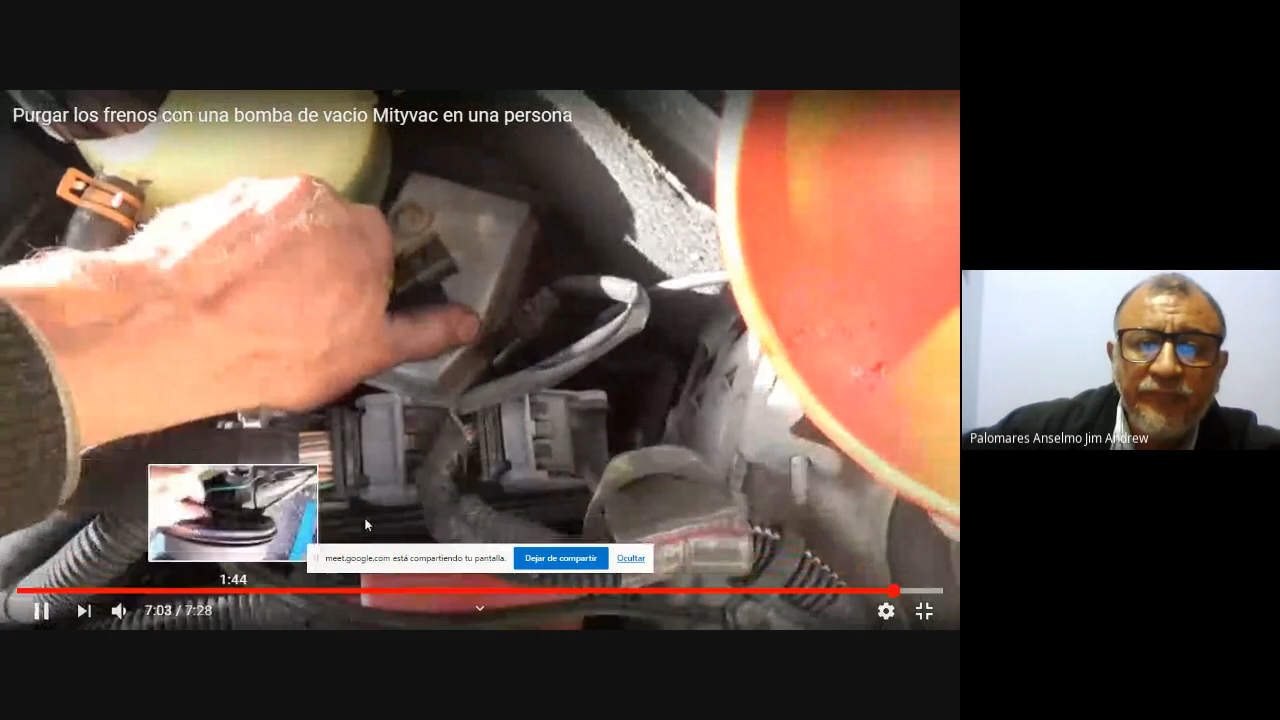 Purgar los frenos con una bomba de vacio Mityvac en una persona
Palomares Anselmo Jim Andrew
meet.google.com está compartiendo tu pantalla.
Dejar de compartir
Ocultar
1:44
7:03 / 7:28